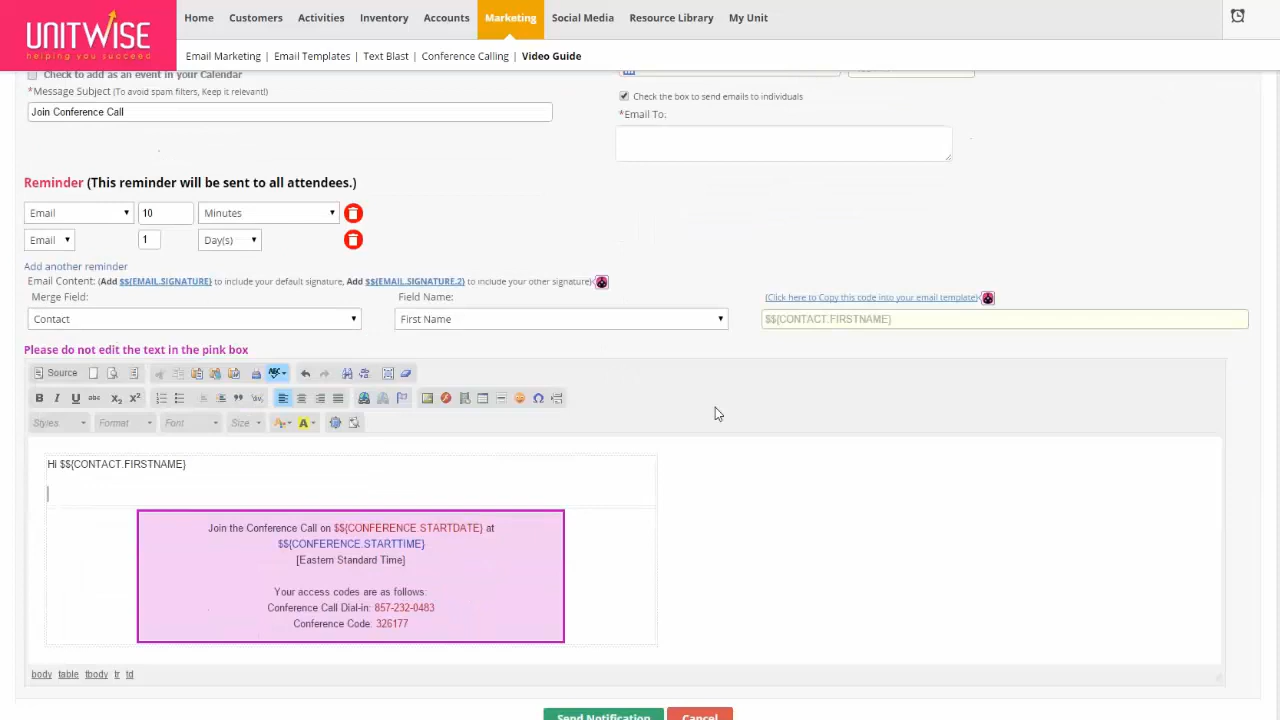 UNITWISE
helping you succeed
Home Customers Activities Inventory Accounts Marketing Social Media Resource Library My Unit
Email Marketing | Email Templates | Text Blast | Conference Calling | Video Guide
Check to add as an event in your Calendar
*Message Subject (To avoid spam filters, Keep it relevant!)
Join Conference Call
Check the box to send emails to individuals
*Email To:
Reminder (This reminder will be sent to all attendees.)
Email 10 Minutes
Email 1 Day(s)
Add another reminder
Email Content: (Add $${EMAIL.SIGNATURE} to include your default signature, Add $${EMAIL.SIGNATURE.2} to include your other signature)
Merge Field: Field Name: (Click here to Copy this code into your email template)
Contact First Name $${CONTACT.FIRSTNAME}
Please do not edit the text in the pink box
Source ABC
B I U abc X2 X2
Styles Format Font Size A A
Hi $${CONTACT.FIRSTNAME}
Join the Conference Call on $${CONFERENCE.STARTDATE} at
$${CONFERENCE.STARTTIME}
[Eastern Standard Time]
Your access codes are as follows:
Conference Call Dial-in: 857-232-0483
Conference Code: 326177
body table tbody tr td
Send Notification Cancel